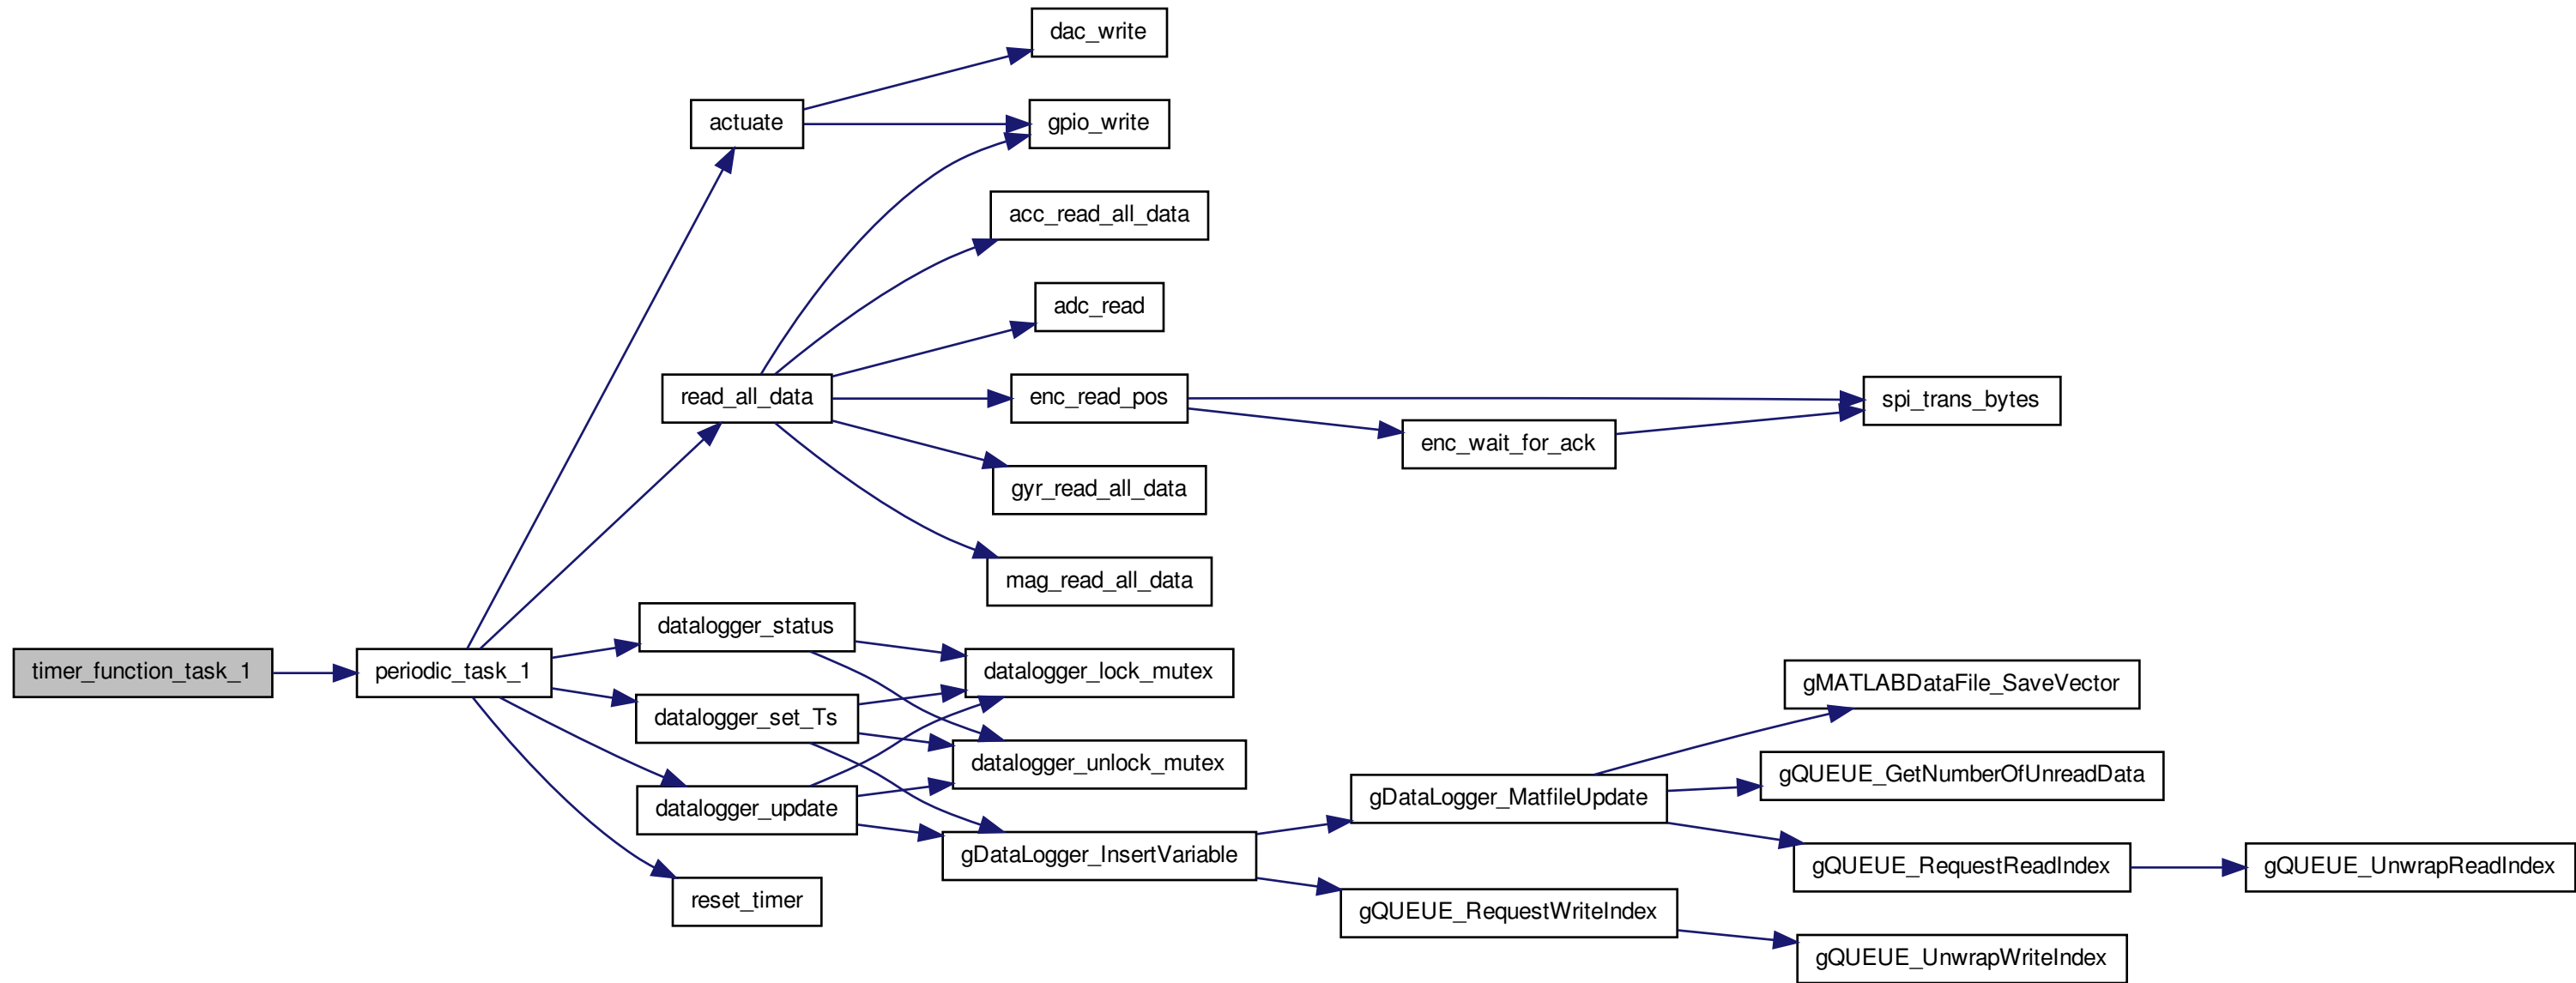 dac_write
actuate
gpio_write
acc_read_all_data
adc_read
read_all_data
enc_read_pos
spi_trans_bytes
enc_wait_for_ack
gyr_read_all_data
mag_read_all_data
datalogger_status
timer_function_task_1
periodic_task_1
datalogger_lock_mutex
gMATLABDataFile_SaveVector
datalogger_set_Ts
datalogger_unlock_mutex
gQUEUE_GetNumberOfUnreadData
datalogger_update
gDataLogger_MatfileUpdate
gDataLogger_InsertVariable
gQUEUE_RequestReadIndex
gQUEUE_UnwrapReadIndex
reset_timer
gQUEUE_RequestWriteIndex
gQUEUE_UnwrapWriteIndex